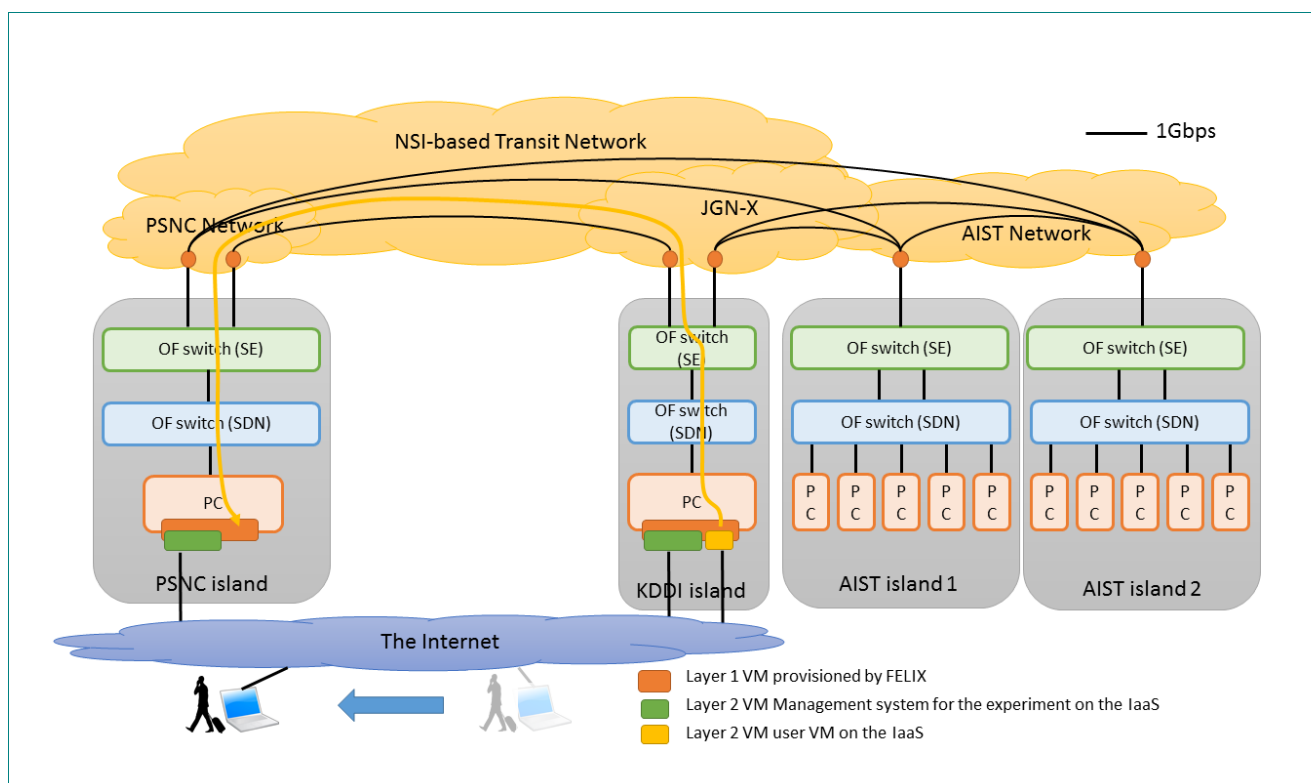 NSI-based Transit Network
1Gbps
PSNC Network
JGN-X
AIST Network
OF switch (SE)
OF switch
(SE)
OF switch (SE)
OF switch (SE)
OF switch (SDN)
OF switch
(SDN)
OF switch (SDN)
OF switch (SDN)
PC
PC
P
C
P
C
P
C
P
C
P
C
P
C
P
C
P
C
P
C
P
C
PSNC island
KDDI island
AIST island 1
AIST island 2
The Internet
Layer 1 VM provisioned by FELIX
Layer 2 VM Management system for the experiment on the IaaS
Layer 2 VM user VM on the IaaS